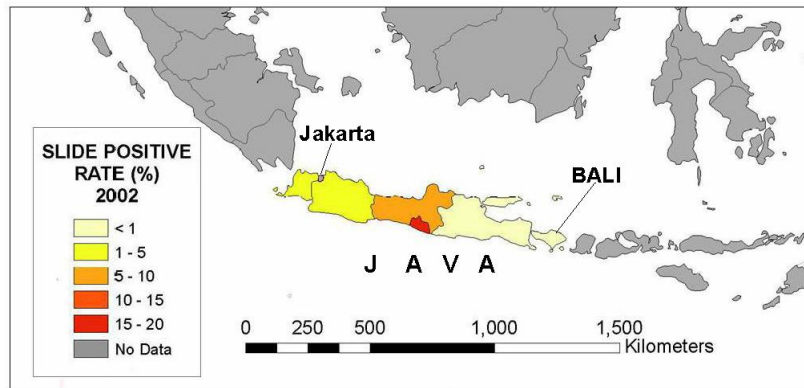 Jakarta
SLIDE POSITIVE
RATE (%)
2002
< 1
1 - 5
5 - 10
10 - 15
15 - 20
No Data
BALI
J A V A
0 250 500 1,000 1,500
Kilometers